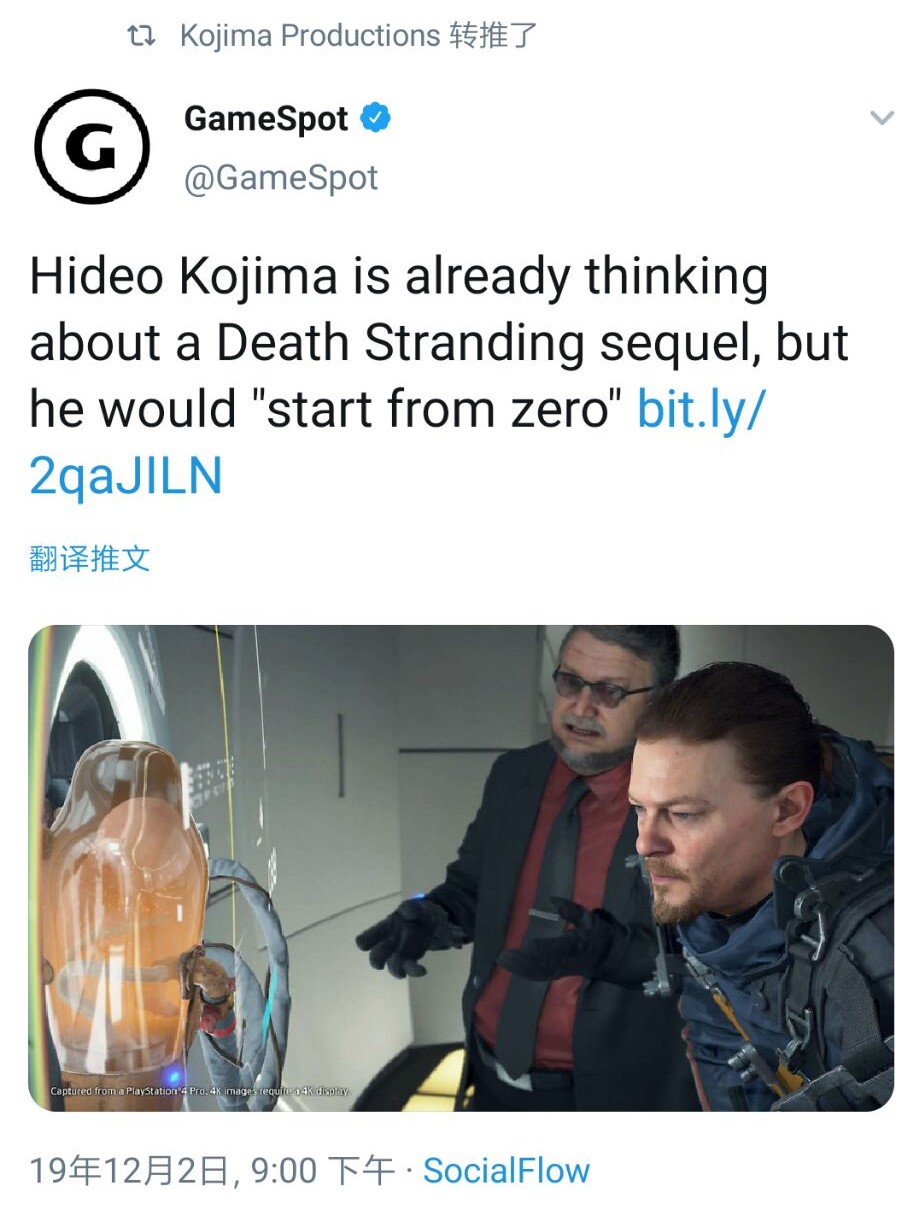 Kojima Productions 转推了
GameSpot
@GameSpot
Hideo Kojima is already thinking
about a Death Stranding sequel, but
he would "start from zero" bit.ly/
2qaJILN
翻译推文
Captured from a PlayStation®4 Pro. 4K images require a 4K display.
19年12月2日, 9:00 下午 · SocialFlow